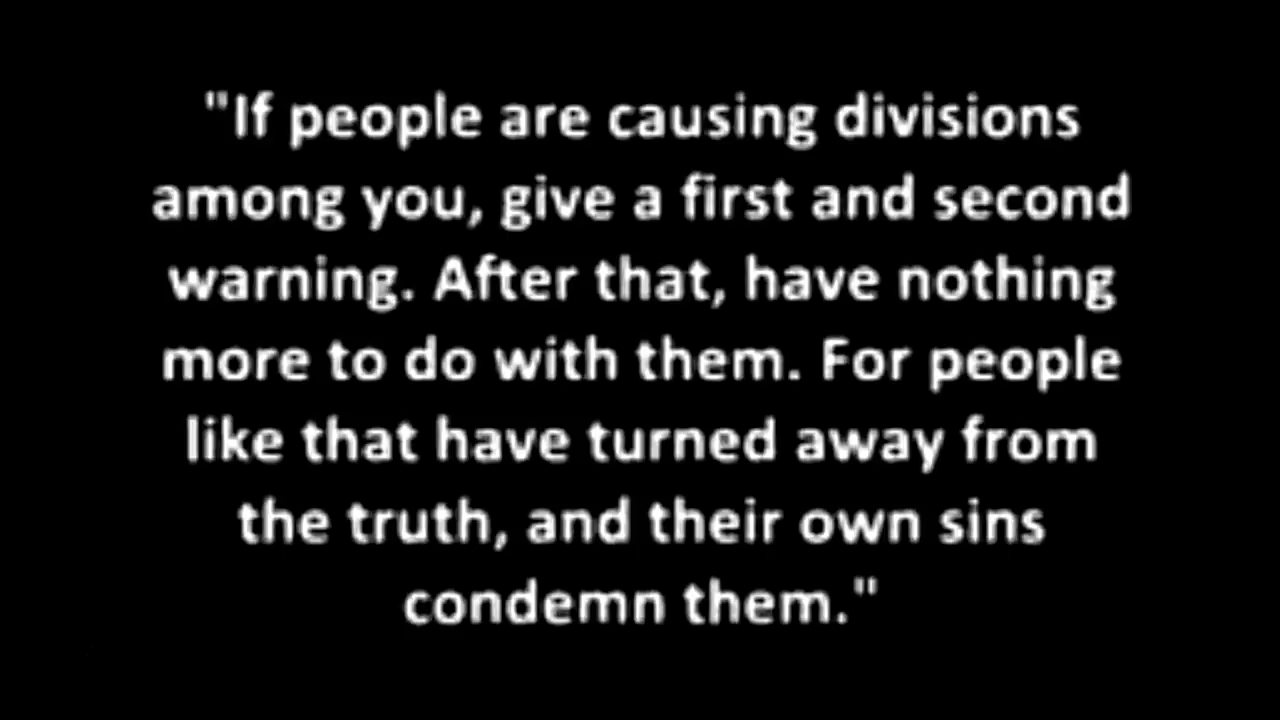 "If people are causing divisions
among you, give a first and second
warning. After that, have nothing
more to do with them. For people
like that have turned away from
the truth, and their own sins
condemn them."